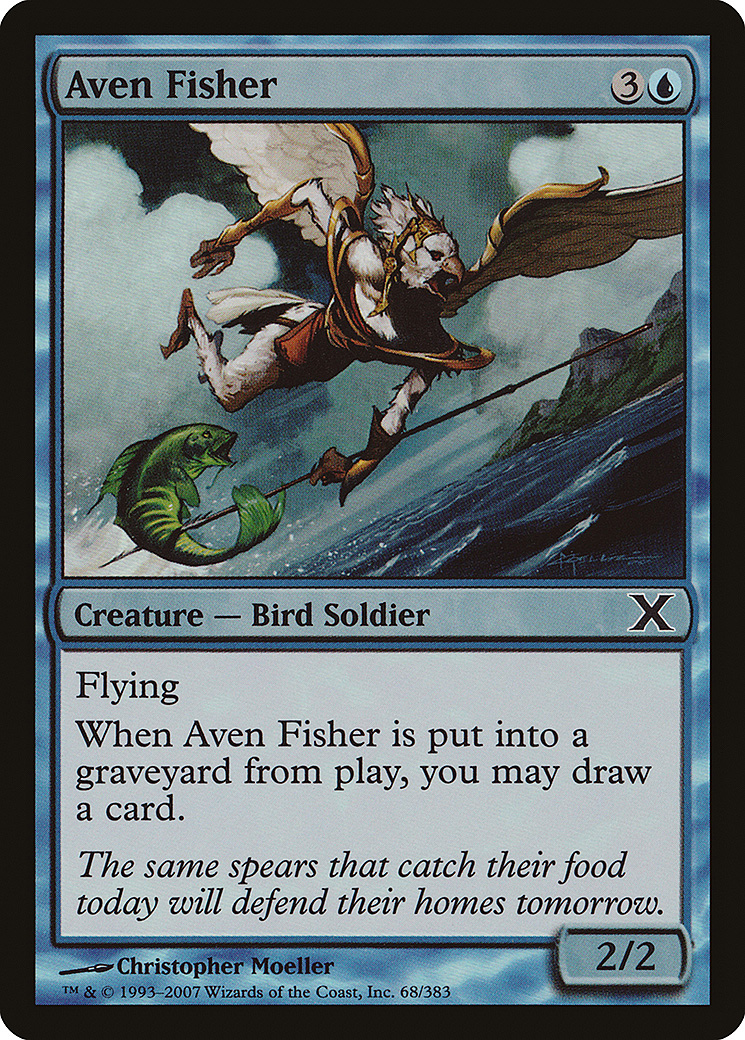 Aven Fisher 3
Creature — Bird Soldier X
Flying
When Aven Fisher is put into a
graveyard from play, you may draw
a card.
The same spears that catch their food
today will defend their homes tomorrow.
2/2
Christopher Moeller
™ & © 1993–2007 Wizards of the Coast, Inc. 68/383